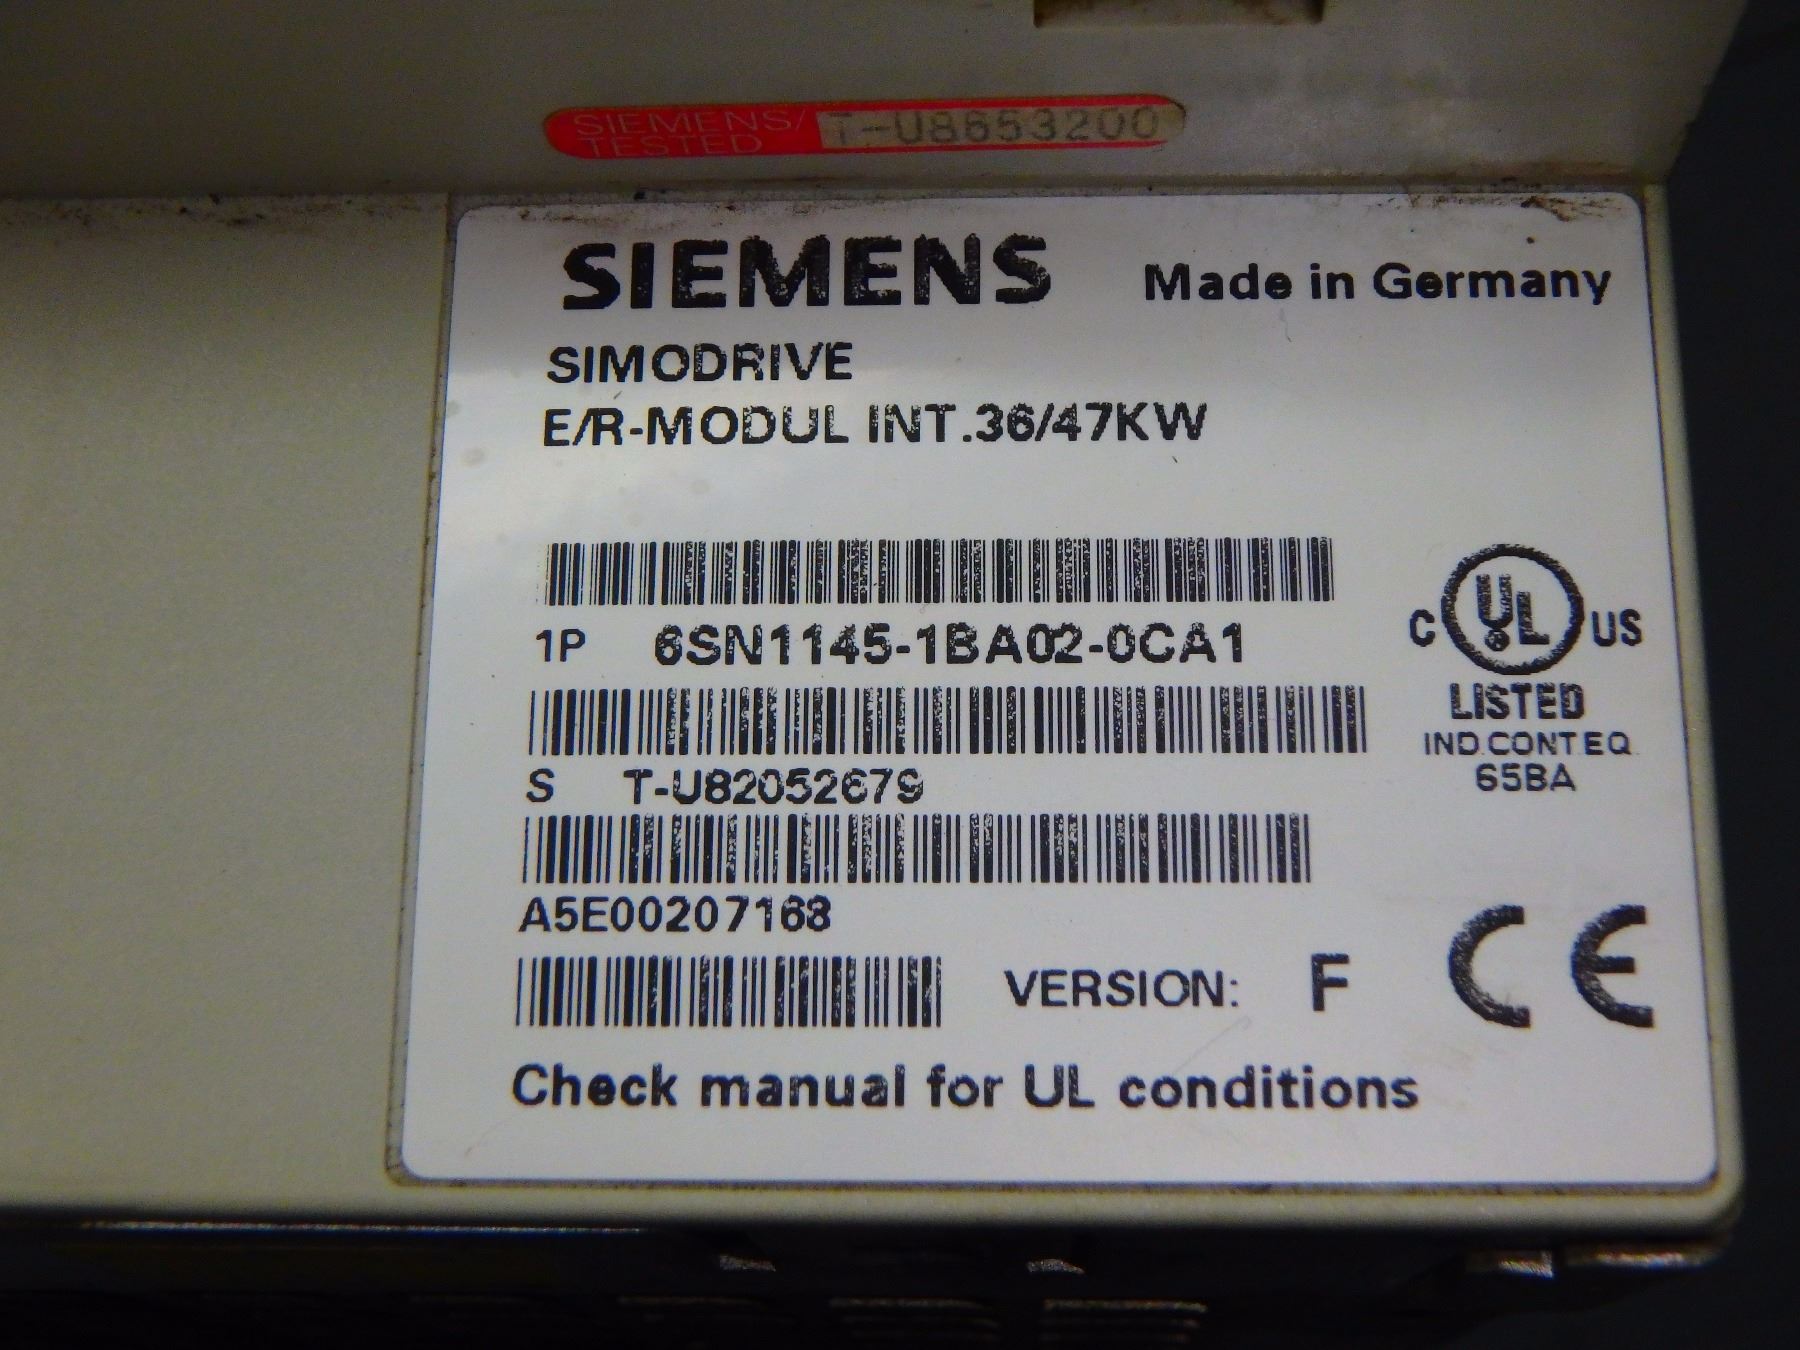 SIEMENS/ T-U8653200
TESTED
SIEMENS Made in Germany
SIMODRIVE
E/R-MODUL INT.36/47KW
1P 6SN1145-1BA02-0CA1
C UL US
LISTED
IND.CONT.EQ.
65BA
S T-U82052679
A5E00207168
VERSION: F CE
Check manual for UL conditions